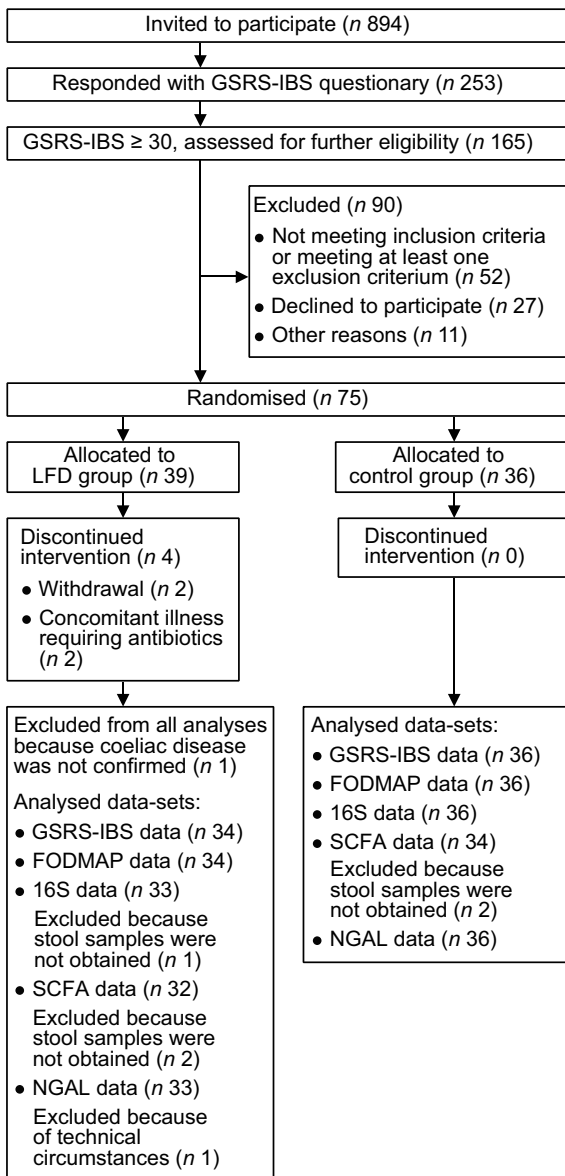 Invited to participate (n 894)
Responded with GSRS-IBS questionary (n 253)
GSRS-IBS ≥ 30, assessed for further eligibility (n 165)
Excluded (n 90)
● Not meeting inclusion criteria
or meeting at least one
exclusion criterium (n 52)
● Declined to participate (n 27)
● Other reasons (n 11)
Randomised (n 75)
Allocated to
LFD group (n 39)
Allocated to
control group (n 36)
Discontinued
intervention (n 4)
● Withdrawal (n 2)
● Concomitant illness
requiring antibiotics
(n 2)
Discontinued
intervention (n 0)
Excluded from all analyses
because coeliac disease
was not confirmed (n 1)
Analysed data-sets:
● GSRS-IBS data (n 34)
● FODMAP data (n 34)
● 16S data (n 33)
Excluded because
stool samples were
not obtained (n 1)
● SCFA data (n 32)
Excluded because
stool samples were
not obtained (n 2)
● NGAL data (n 33)
Excluded because
of technical
circumstances (n 1)
Analysed data-sets:
● GSRS-IBS data (n 36)
● FODMAP data (n 36)
● 16S data (n 36)
● SCFA data (n 34)
Excluded because
stool samples were
not obtained (n 2)
● NGAL data (n 36)